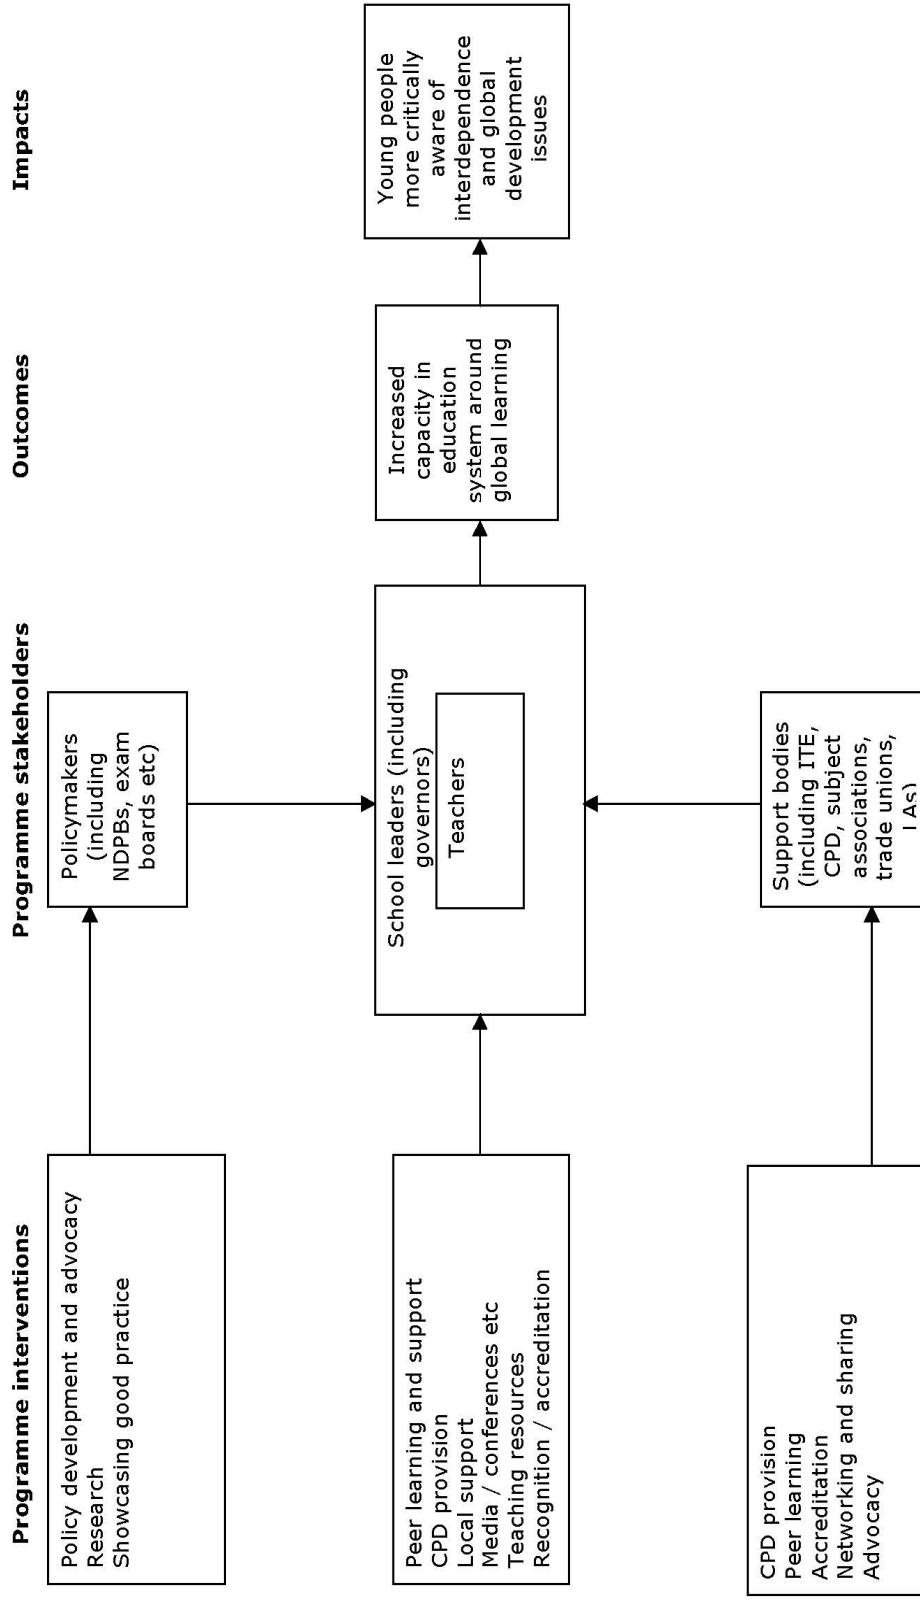 Programme interventions
Programme stakeholders
Outcomes
Impacts
Policy development and advocacy
Research
Showcasing good practice
Policymakers
(including
NDPBs, exam
boards etc)
Peer learning and support
CPD provision
Local support
Media / conferences etc
Teaching resources
Recognition / accreditation
School leaders (including
governors)
Teachers
Increased
capacity in
education
system around
global learning
Young people
more critically
aware of
interdependence
and global
development
issues
CPD provision
Peer learning
Accreditation
Networking and sharing
Advocacy
Support bodies
(including ITE,
CPD, subject
associations,
trade unions,
LAs)